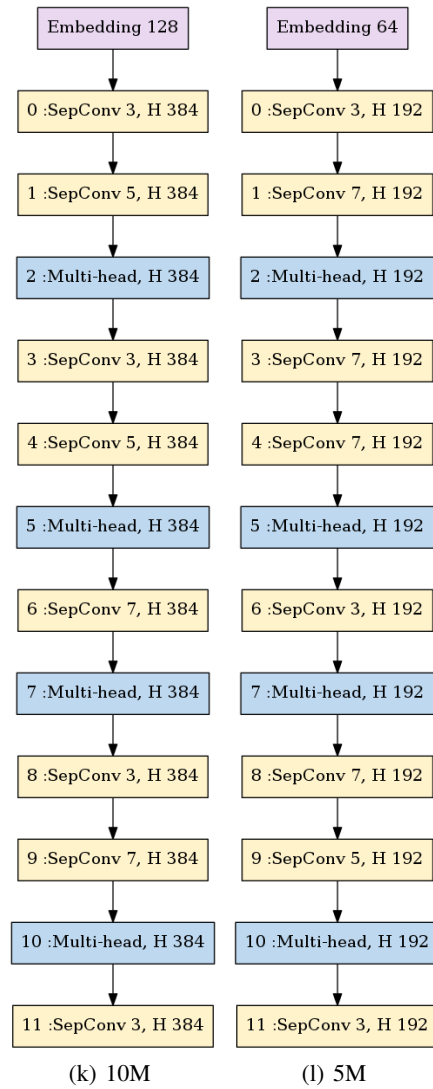 Embedding 128
0 :SepConv 3, H 384
1 :SepConv 5, H 384
2 :Multi-head, H 384
3 :SepConv 3, H 384
4 :SepConv 5, H 384
5 :Multi-head, H 384
6 :SepConv 7, H 384
7 :Multi-head, H 384
8 :SepConv 3, H 384
9 :SepConv 7, H 384
10 :Multi-head, H 384
11 :SepConv 3, H 384
(k) 10M
Embedding 64
0 :SepConv 3, H 192
1 :SepConv 7, H 192
2 :Multi-head, H 192
3 :SepConv 7, H 192
4 :SepConv 7, H 192
5 :Multi-head, H 192
6 :SepConv 3, H 192
7 :Multi-head, H 192
8 :SepConv 7, H 192
9 :SepConv 5, H 192
10 :Multi-head, H 192
11 :SepConv 3, H 192
(l) 5M